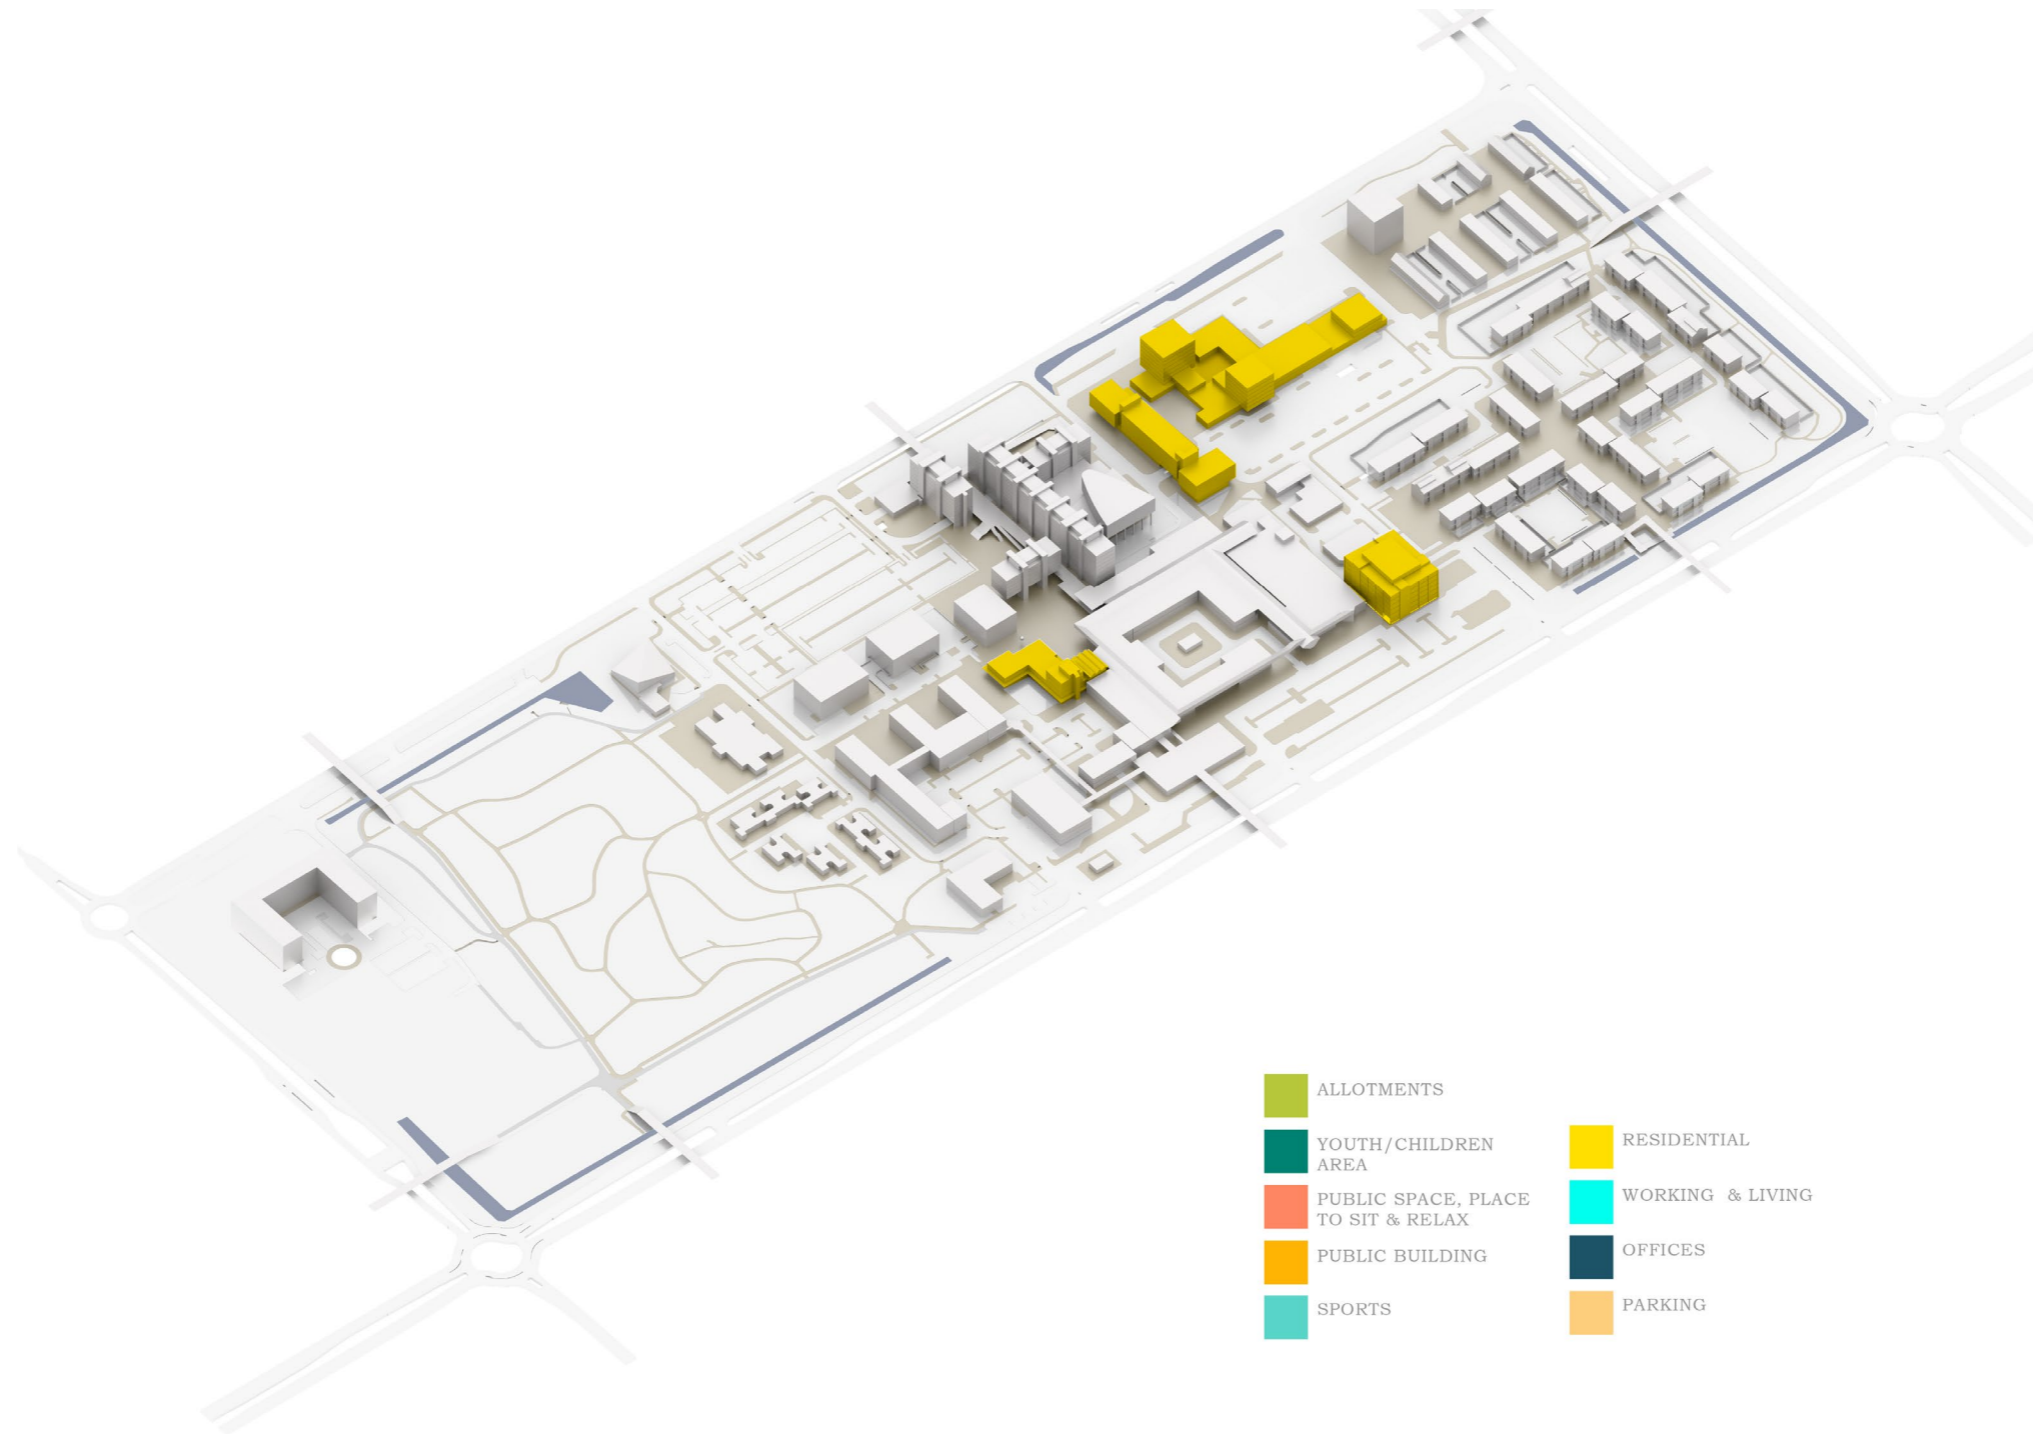 ALLOTMENTS
YOUTH/CHILDREN
AREA
PUBLIC SPACE, PLACE
TO SIT & RELAX
PUBLIC BUILDING
SPORTS
RESIDENTIAL
WORKING & LIVING
OFFICES
PARKING